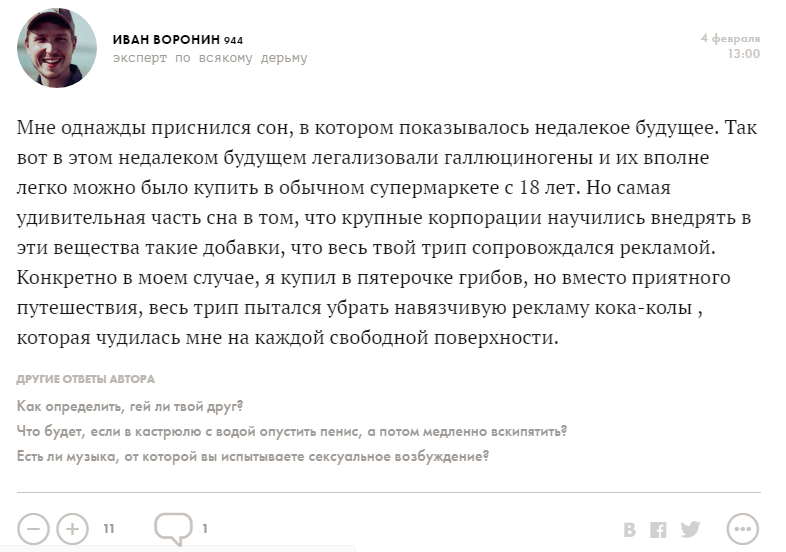 ИВАН ВОРОНИН 944
эксперт по всякому дерьму
4 февраля
13:00
Мне однажды приснился сон, в котором показывалось недалекое будущее. Так
вот в этом недалеком будущем легализовали галлюциногены и их вполне
легко можно было купить в обычном супермаркете с 18 лет. Но самая
удивительная часть сна в том, что крупные корпорации научились внедрять в
эти вещества такие добавки, что весь твой трип сопровождался рекламой.
Конкретно в моем случае, я купил в пятерочке грибов, но вместо приятного
путешествия, весь трип пытался убрать навязчивую рекламу кока-колы ,
которая чудилась мне на каждой свободной поверхности.
ДРУГИЕ ОТВЕТЫ АВТОРА
Как определить, гей ли твой друг?
Что будет, если в кастрюлю с водой опустить пенис, а потом медленно вскипятить?
Есть ли музыка, от которой вы испытываете сексуальное возбуждение?
11
1